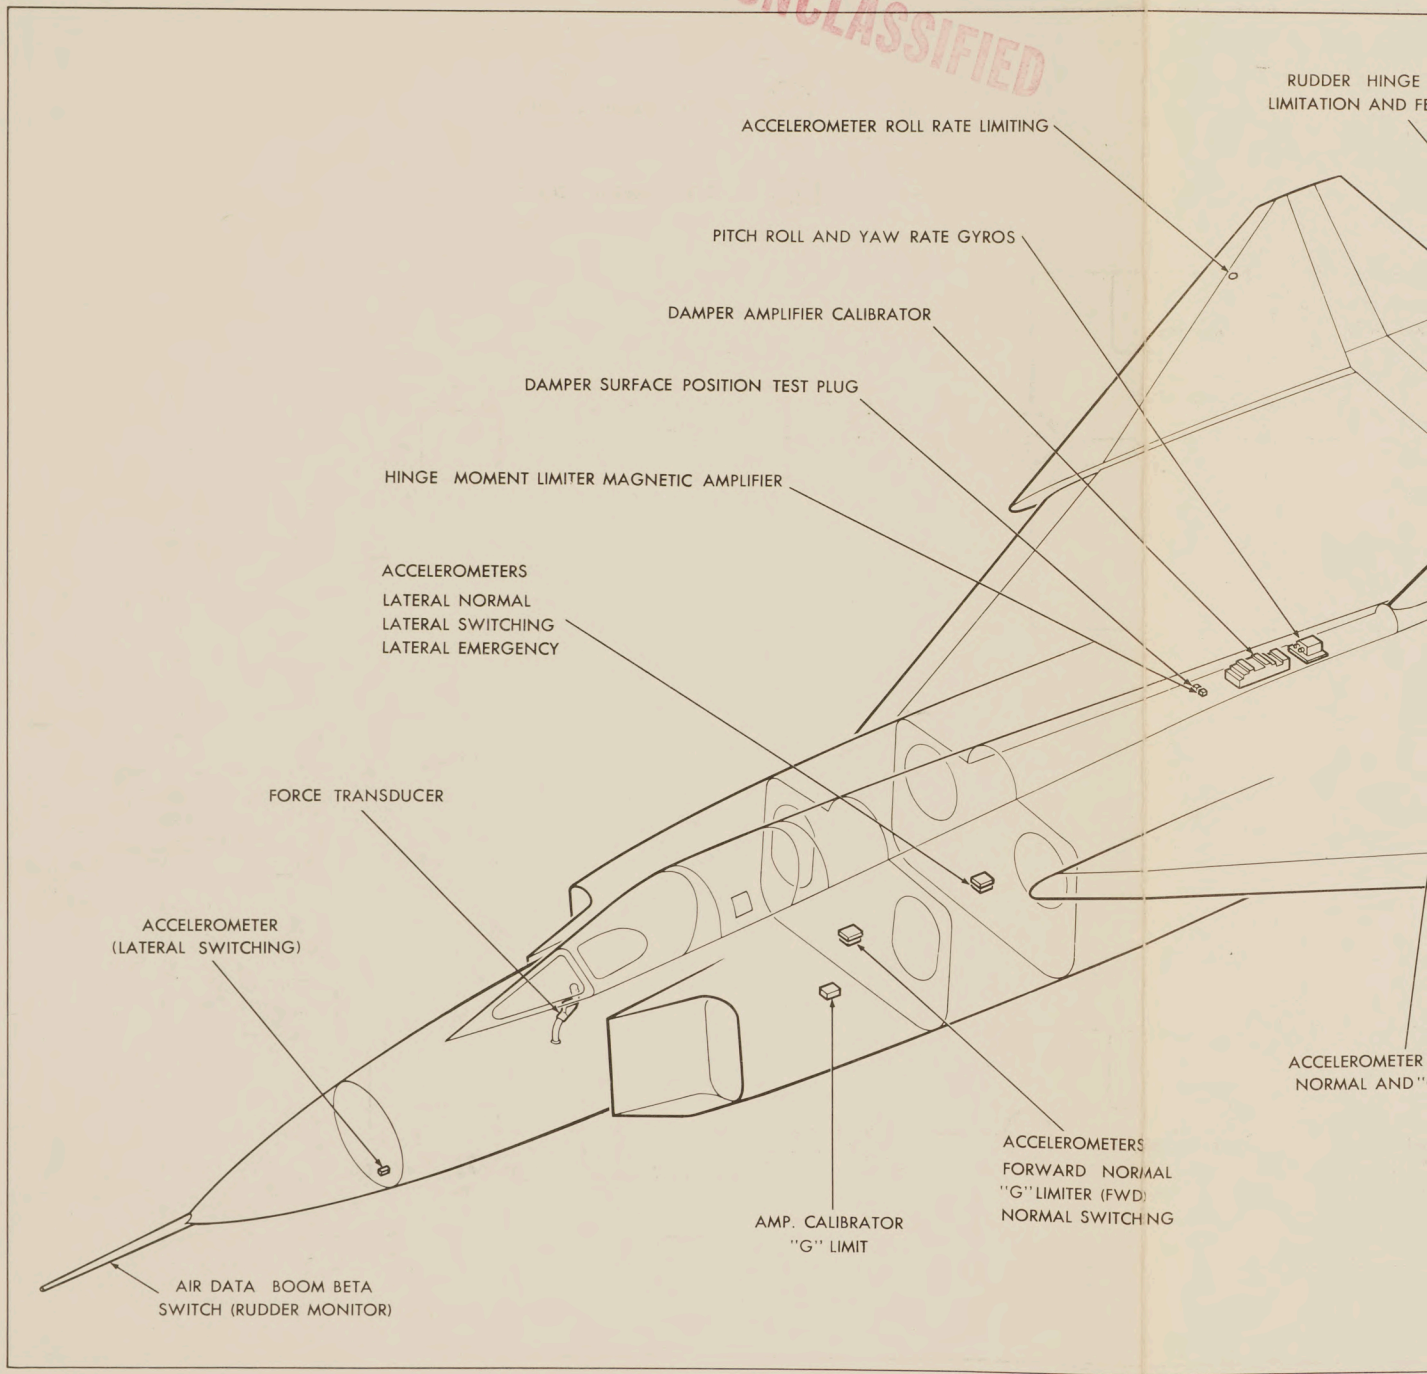 UNCLASSIFIED
RUDDER HINGE
LIMITATION AND
ACCELEROMETER ROLL RATE LIMITING
PITCH ROLL AND YAW RATE GYROS
DAMPER AMPLIFIER CALIBRATOR
DAMPER SURFACE POSITION TEST PLUG
HINGE MOMENT LIMITER MAGNETIC AMPLIFIER
ACCELEROMETERS
LATERAL NORMAL
LATERAL SWITCHING
LATERAL EMERGENCY
FORCE TRANSDUCER
ACCELEROMETER
(LATERAL SWITCHING)
ACCELEROMETER
NORMAL AND "
ACCELEROMETERS
FORWARD NORMAL
"G" LIMITER (FWD)
NORMAL SWITCHING
AMP. CALIBRATOR
"G" LIMIT
AIR DATA BOOM BETA
SWITCH (RUDDER MONITOR)